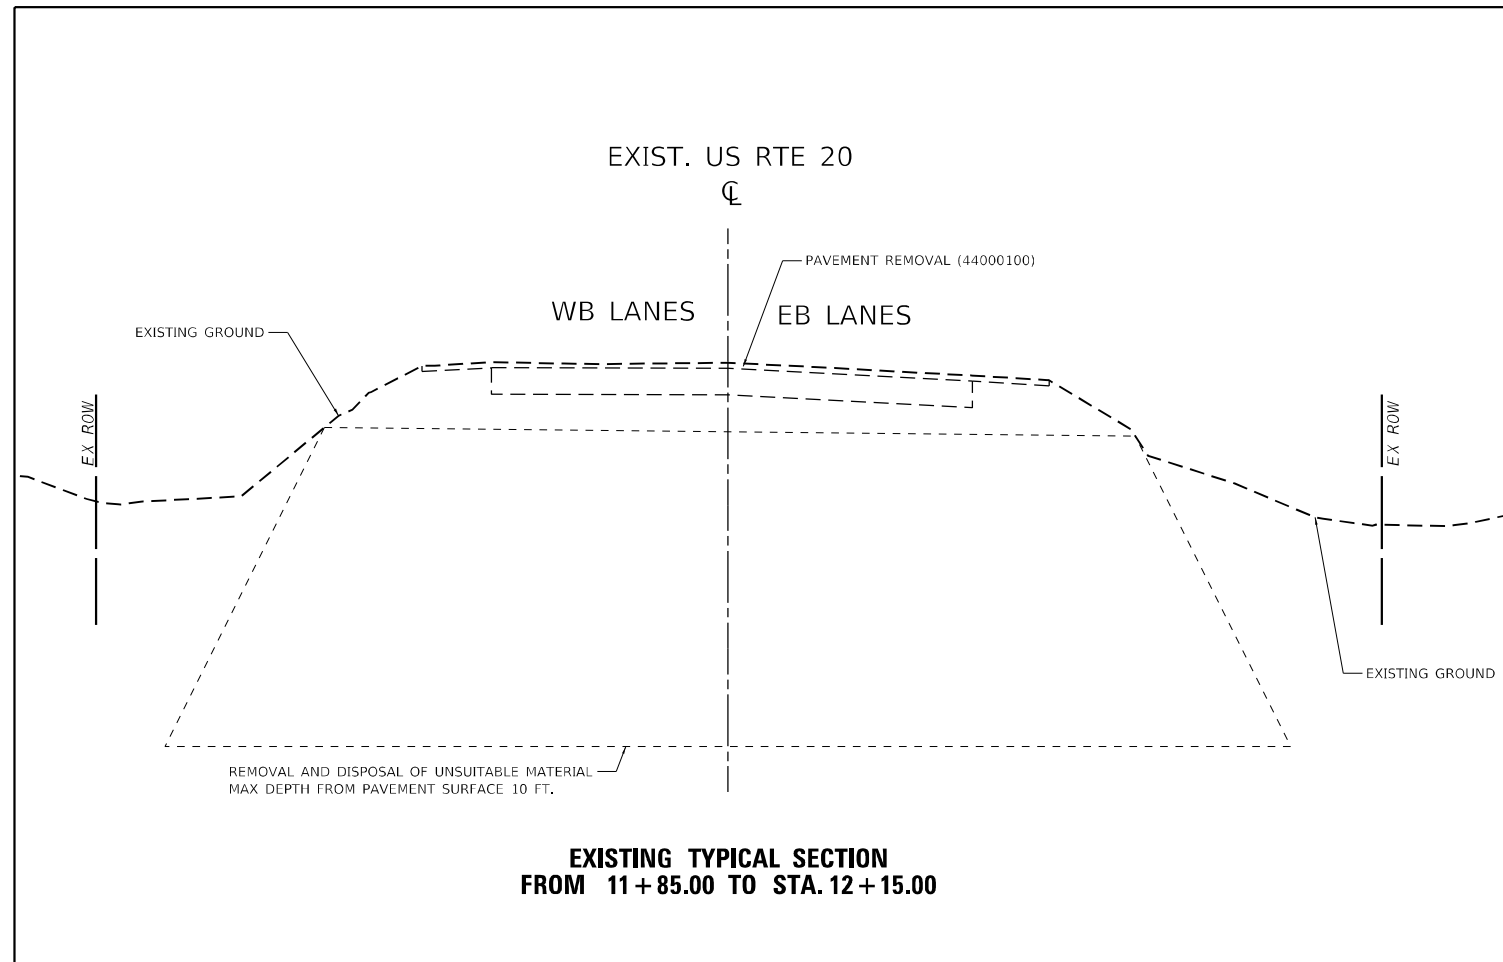 EXIST. US RTE 20
℄
PAVEMENT REMOVAL (44000100)
WB LANES
EB LANES
EXISTING GROUND
EX ROW
EX ROW
EXISTING GROUND
REMOVAL AND DISPOSAL OF UNSUITABLE MATERIAL
MAX DEPTH FROM PAVEMENT SURFACE 10 FT.
EXISTING TYPICAL SECTION
FROM 11+85.00 TO STA. 12+15.00